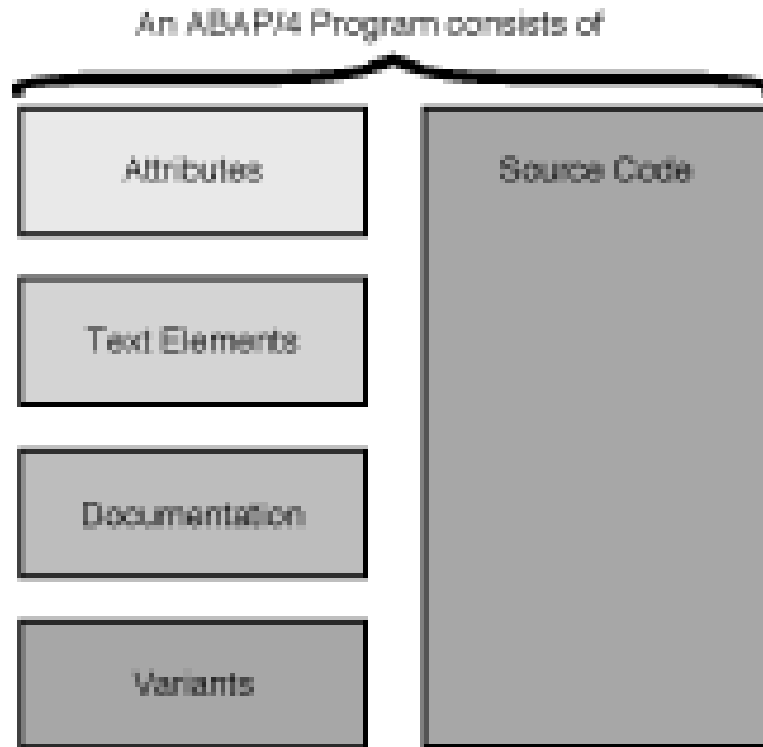 An ABAP/4 Program consists of
Attributes
Source Code
Text Elements
Documentation
Variants